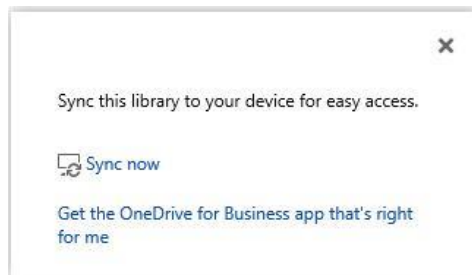 Sync this library to your device for easy access.
Sync now
Get the OneDrive for Business app that's right
for me